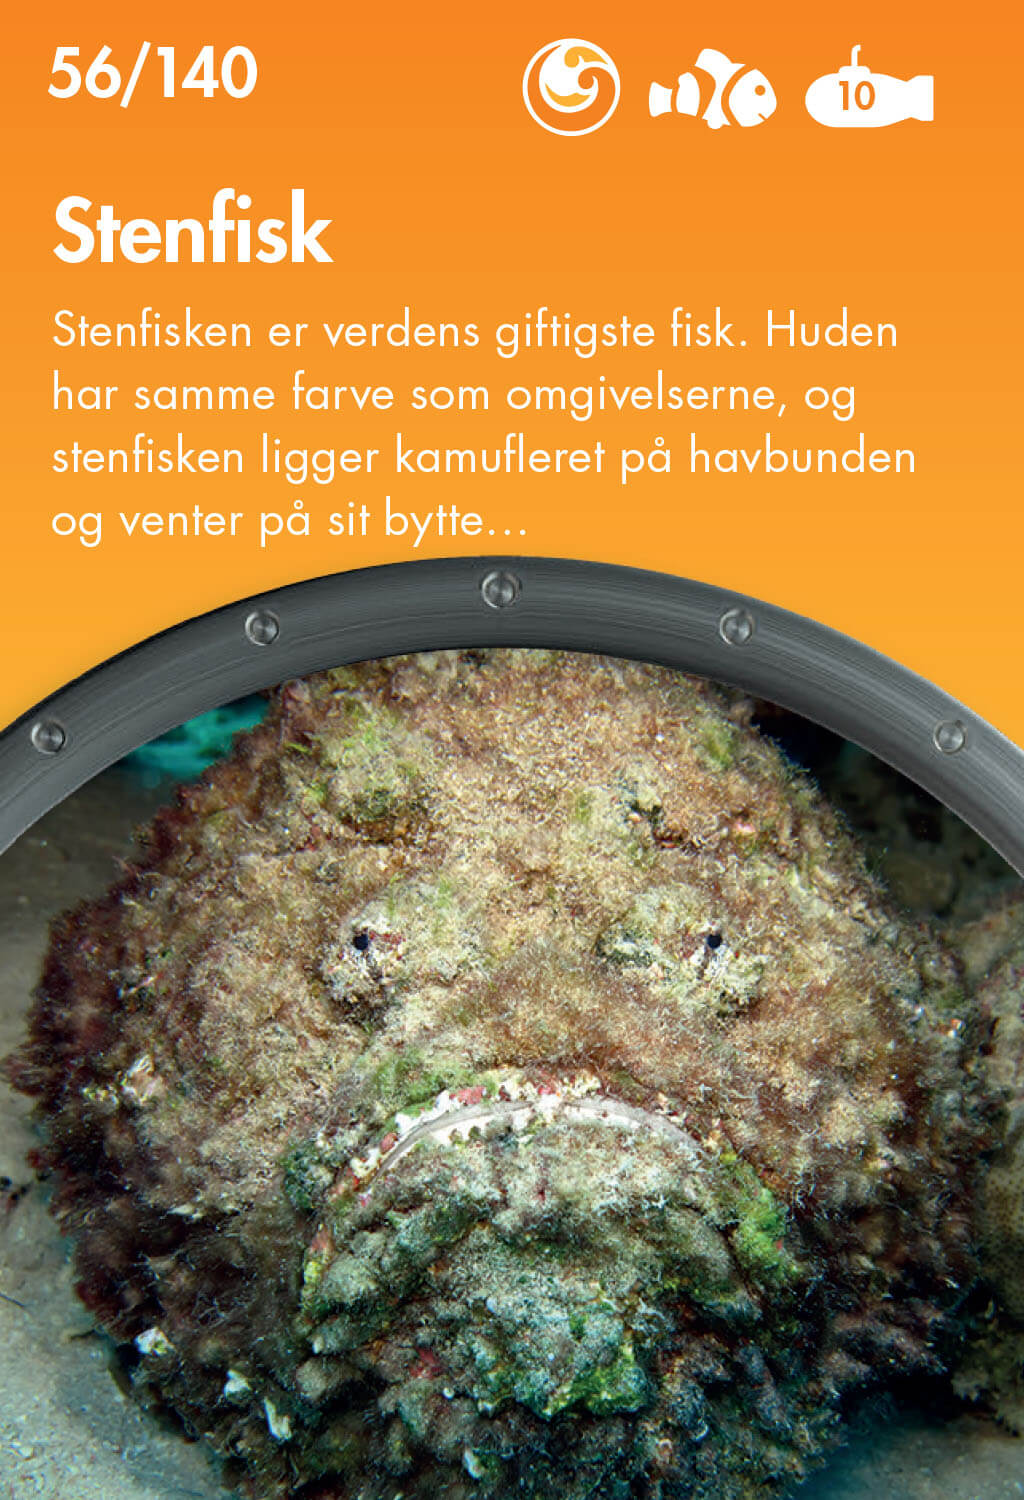 56/140
10
Stenfisk
Stenfisken er verdens giftigste fisk. Huden
har samme farve som omgivelserne, og
stenfisken ligger kamufleret på havbunden
og venter på sit bytte...